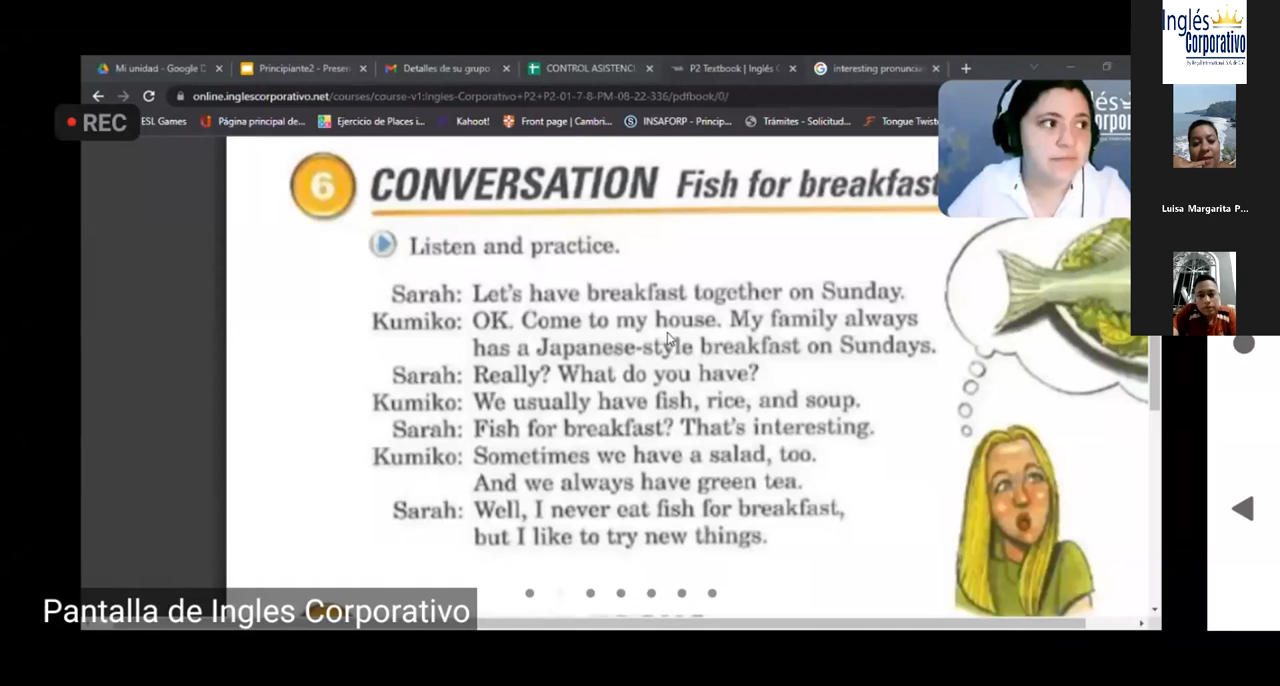 Inglés
Corporativo
Mi unidad - Google D
Principiante2 - Presen
Detalles de su grupo
CONTROL ASISTENCI
P2 Textbook | Inglés C
interesting pronuncia
online.inglescorporativo.net/courses/course-v1:Ingles-Corporativo+P2+P2-01-7-8-PM-08-22-336/pdfbook/0/
REC
ESL Games
Página principal de...
Ejercicio de Places i...
Kahoot!
Front page | Cambri...
INSAFORP - Princip...
Trámites - Solicitud...
Tongue Twist
6 CONVERSATION Fish for breakfast
Luisa Margarita P...
Listen and practice.
Sarah: Let's have breakfast together on Sunday.
Kumiko: OK. Come to my house. My family always
has a Japanese-style breakfast on Sundays.
Sarah: Really? What do you have?
Kumiko: We usually have fish, rice, and soup.
Sarah: Fish for breakfast? That's interesting.
Kumiko: Sometimes we have a salad, too.
And we always have green tea.
Sarah: Well, I never eat fish for breakfast,
but I like to try new things.
Pantalla de Ingles Corporativo